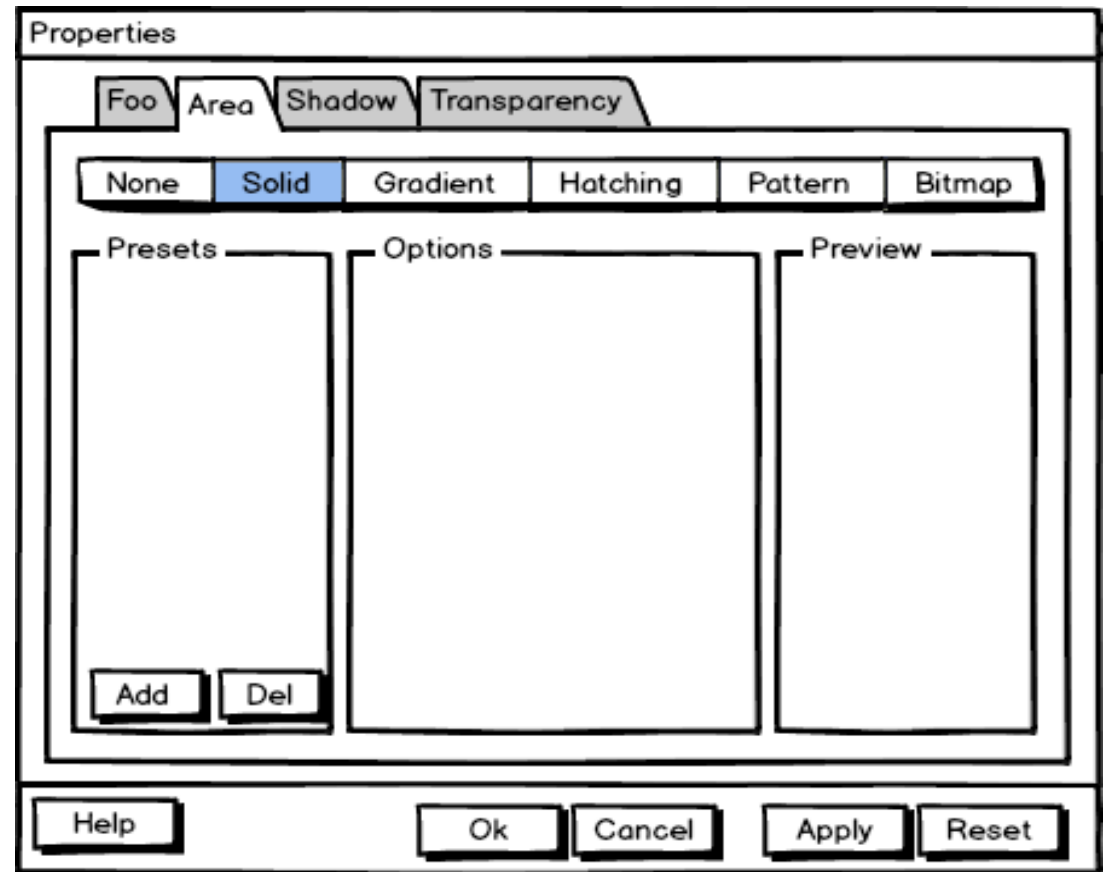 Properties
Foo Area Shadow Transparency
None Solid Gradient Hatching Pattern Bitmap
Presets Options Preview
Add Del
Help Ok Cancel Apply Reset